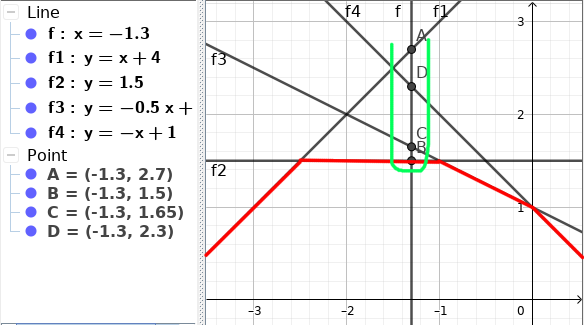 Line
f : x = −1.3
f1 : y = x + 4
f2 : y = 1.5
f3 : y = −0.5 x +
f4 : y = −x + 1
Point
A = (-1.3, 2.7)
B = (-1.3, 1.5)
C = (-1.3, 1.65)
D = (-1.3, 2.3)
f4 f f1
3
A
f3
D
2
C
B
f2
1
−3 −2 −1 0